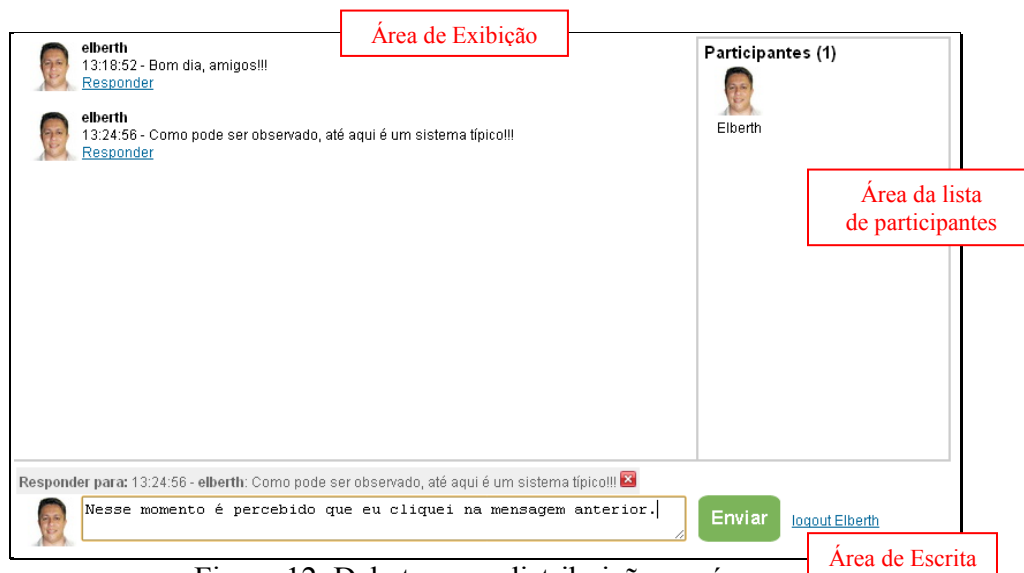 Área de Exibição
elberth
13:18:52 - Bom dia, amigos!!!
Responder
elberth
13:24:56 - Como pode ser observado, até aqui é um sistema típico!!!
Responder
Participantes (1)
Elberth
Área da lista
de participantes
Responder para: 13:24:56 - elberth: Como pode ser observado, até aqui é um sistema típico!!!
Nesse momento é percebido que eu cliquei na mensagem anterior.
Enviar
logout Elberth
Área de Escrita